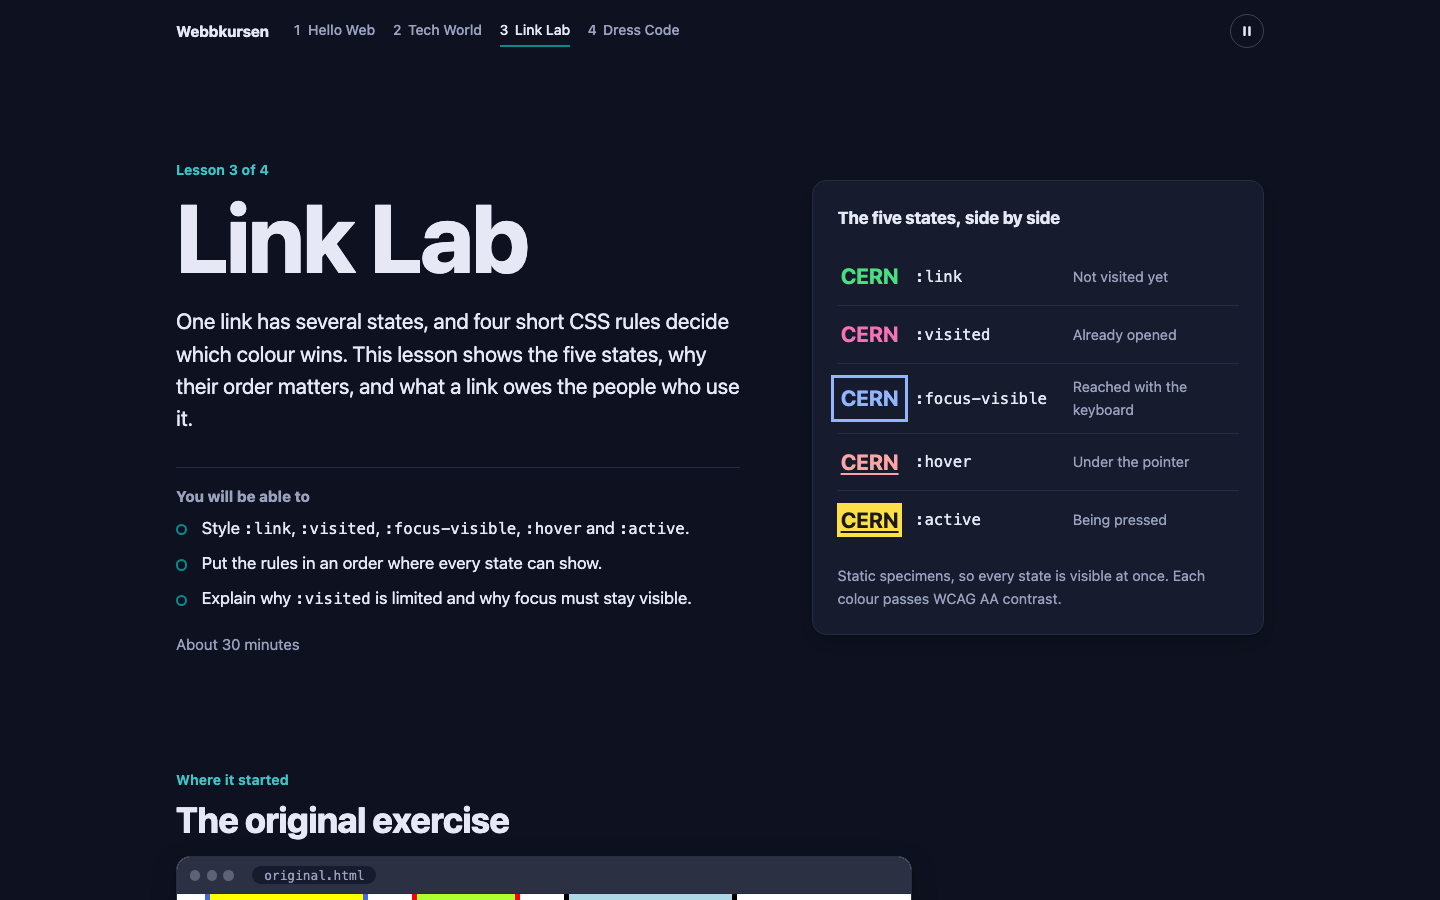 Webbkursen 1 Hello Web 2 Tech World 3 Link Lab 4 Dress Code
Lesson 3 of 4
Link Lab
One link has several states, and four short CSS rules decide
which colour wins. This lesson shows the five states, why
their order matters, and what a link owes the people who use
it.
You will be able to
Style :link, :visited, :focus-visible, :hover and :active.
Put the rules in an order where every state can show.
Explain why :visited is limited and why focus must stay visible.
About 30 minutes
The five states, side by side
CERN :link Not visited yet
CERN :visited Already opened
CERN :focus-visible Reached with the
keyboard
CERN :hover Under the pointer
CERN :active Being pressed
Static specimens, so every state is visible at once. Each
colour passes WCAG AA contrast.
Where it started
The original exercise
original.html